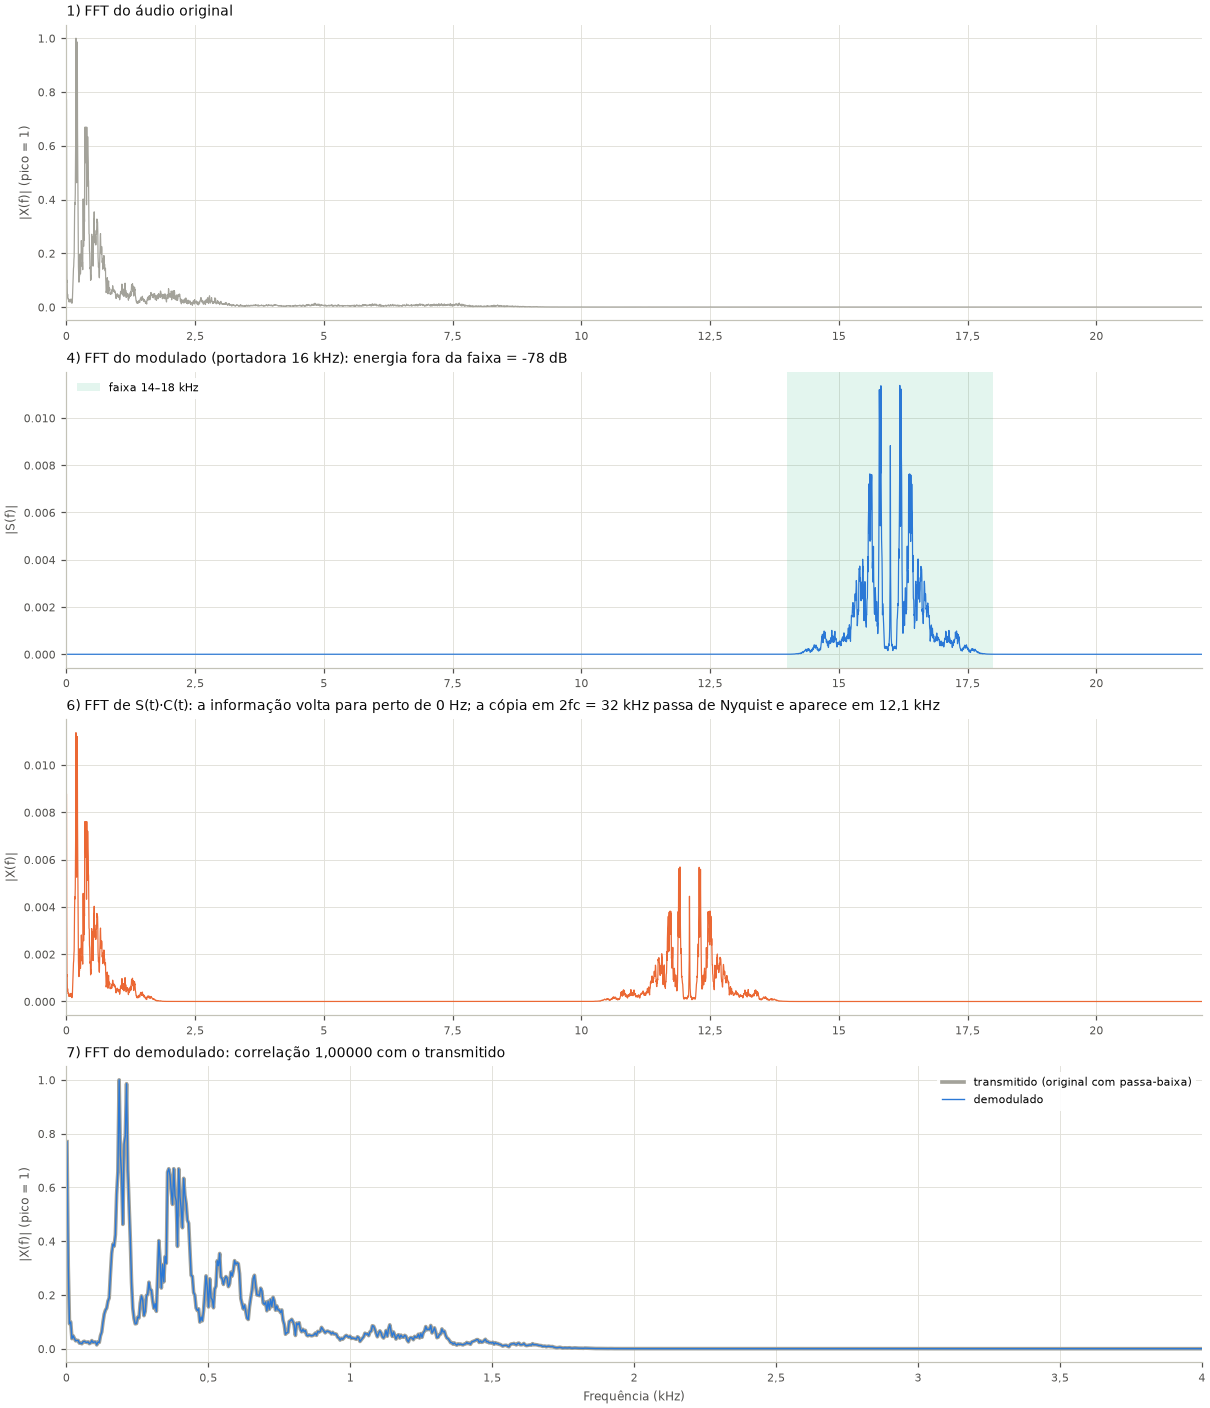 1) FFT do áudio original
|X(f)| (pico = 1)
1.0
0.8
0.6
0.4
0.2
0.0
0 2,5 5 7,5 10 12,5 15 17,5 20
4) FFT do modulado (portadora 16 kHz): energia fora da faixa = -78 dB
faixa 14–18 kHz
|S(f)|
0.010
0.008
0.006
0.004
0.002
0.000
0 2,5 5 7,5 10 12,5 15 17,5 20
6) FFT de S(t)·C(t): a informação volta para perto de 0 Hz; a cópia em 2fc = 32 kHz passa de Nyquist e aparece em 12,1 kHz
|X(f)|
0.010
0.008
0.006
0.004
0.002
0.000
0 2,5 5 7,5 10 12,5 15 17,5 20
7) FFT do demodulado: correlação 1,00000 com o transmitido
transmitido (original com passa-baixa)
demodulado
|X(f)| (pico = 1)
1.0
0.8
0.6
0.4
0.2
0.0
0 0,5 1 1,5 2 2,5 3 3,5 4
Frequência (kHz)